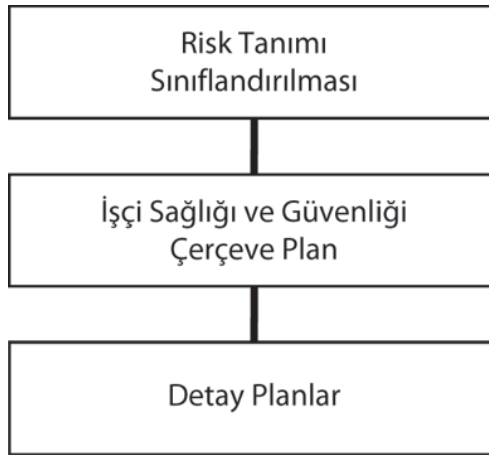 Risk Tanımı
Sınıflandırılması
İşçi Sağlığı ve Güvenliği
Çerçeve Plan
Detay Planlar